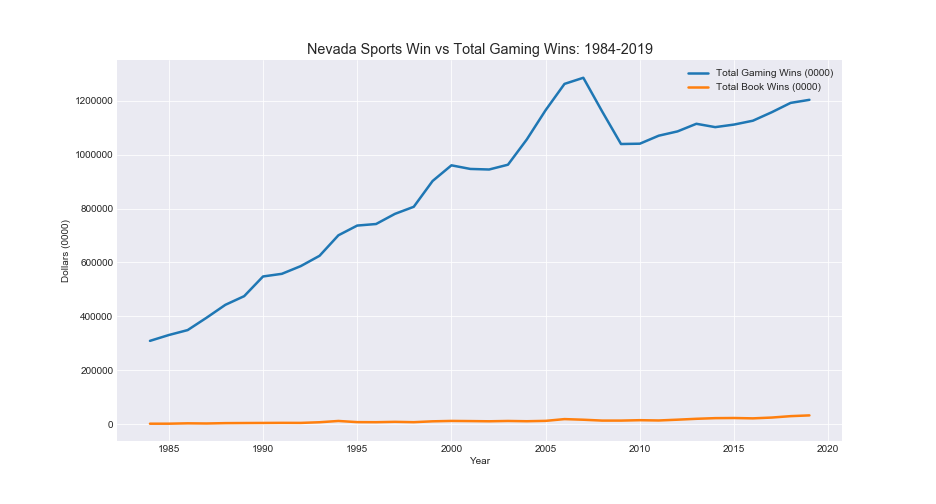 Nevada Sports Win vs Total Gaming Wins: 1984-2019
Total Gaming Wins (0000)
Total Book Wins (0000)
1200000
1000000
800000
600000
400000
200000
0
Dollars (0000)
1985 1990 1995 2000 2005 2010 2015 2020
Year